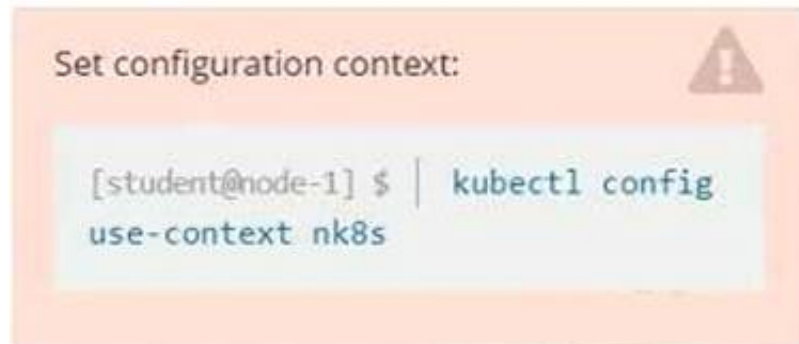 Set configuration context:
[student@node-1] $ | kubectl config
use-context nk8s